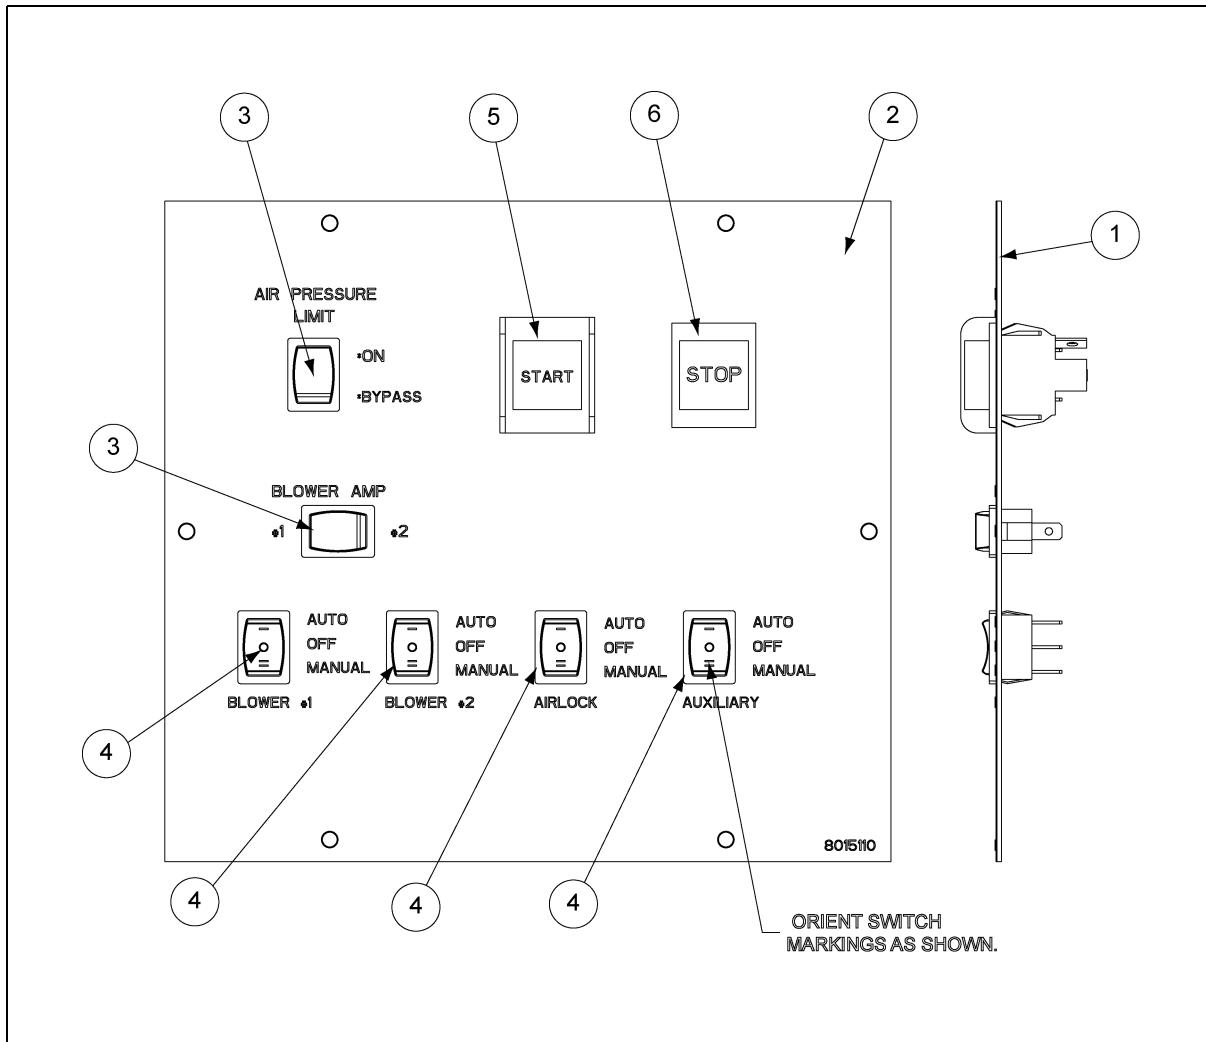 3
5
6
2
1
AIR PRESSURE
LIMIT
*ON
*BYPASS
START
STOP
3
BLOWER AMP
#1
#2
AUTO
OFF
MANUAL
BLOWER #1
AUTO
OFF
MANUAL
BLOWER #2
AUTO
OFF
MANUAL
AIRLOCK
AUTO
OFF
MANUAL
AUXILIARY
4
8015110
4
4
4
ORIENT SWITCH
MARKINGS AS SHOWN.